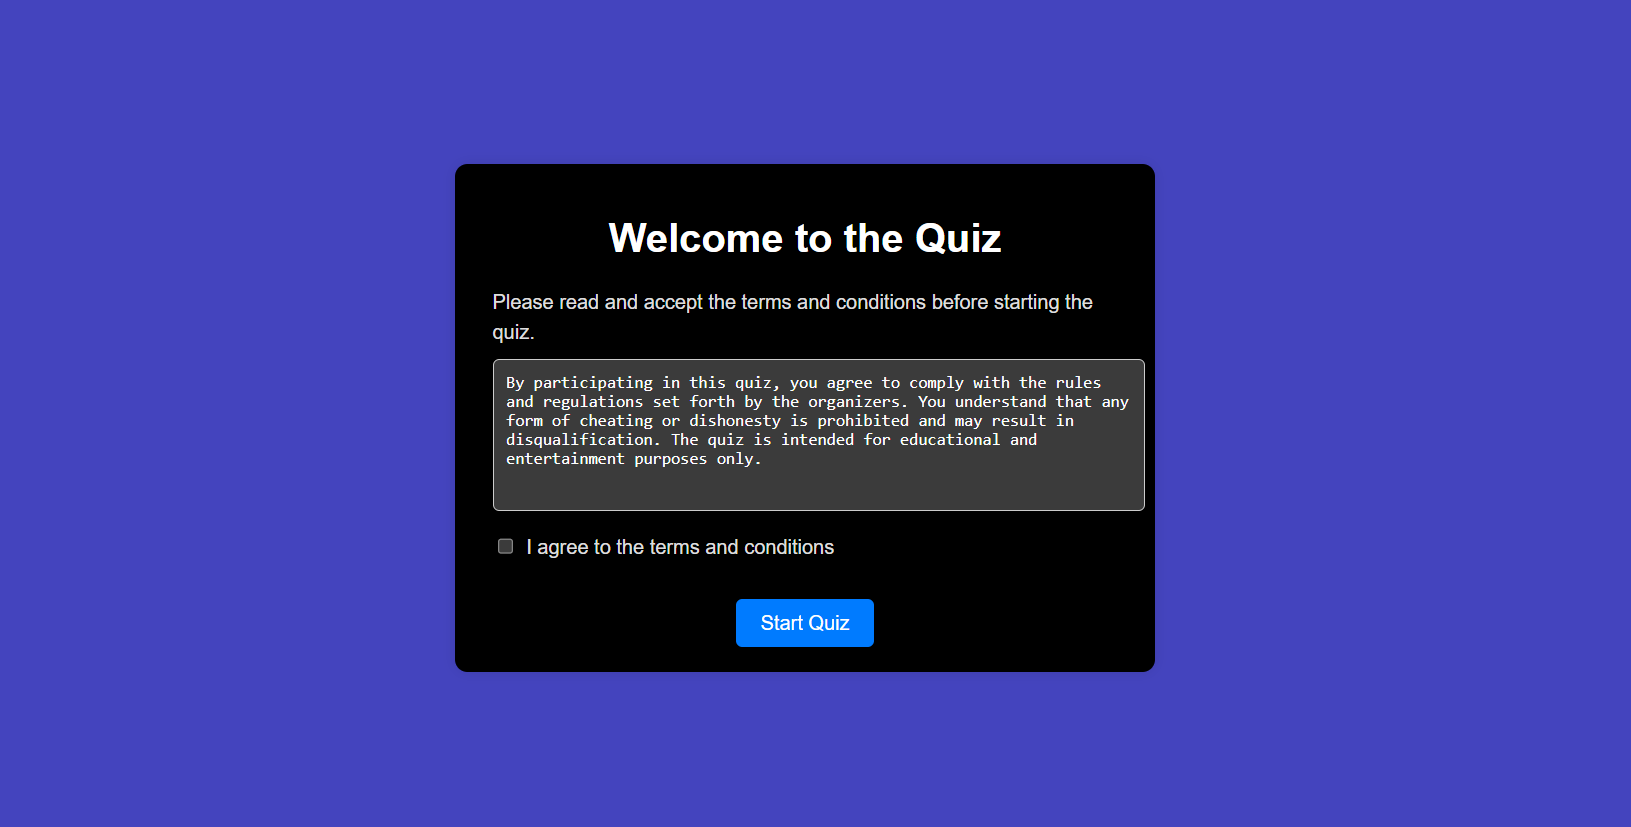 Welcome to the Quiz
Please read and accept the terms and conditions before starting the
quiz.
By participating in this quiz, you agree to comply with the rules
and regulations set forth by the organizers. You understand that any
form of cheating or dishonesty is prohibited and may result in
disqualification. The quiz is intended for educational and
entertainment purposes only.
I agree to the terms and conditions
Start Quiz